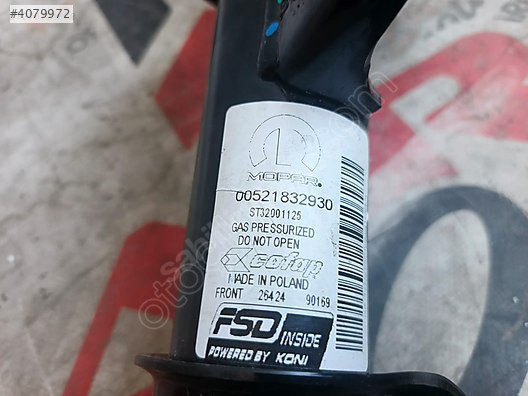 #4079972
MOPAR®
00521832930
ST32901125
GAS PRESSURIZED
DO NOT OPEN
cofap
MADE IN POLAND
FRONT 26424 90169
FSD INSIDE
POWERED BY KONI